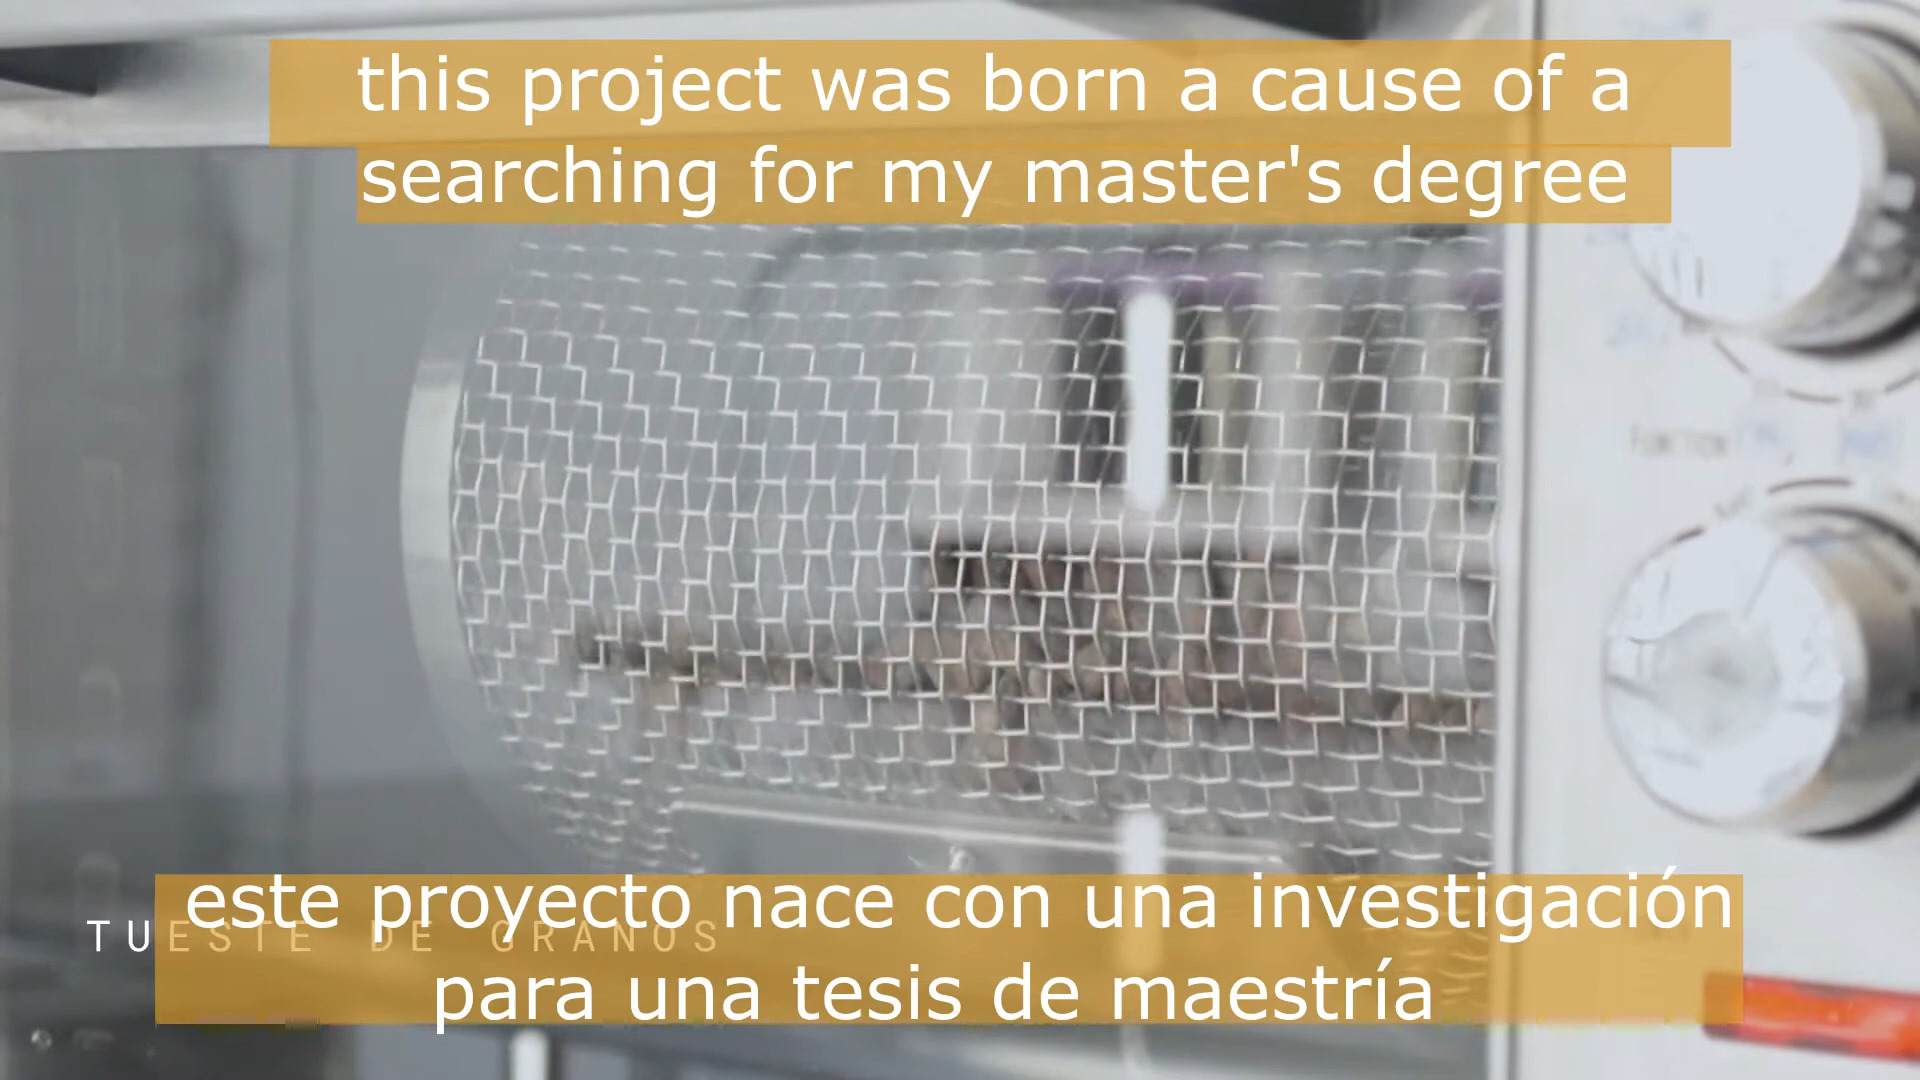 this project was born a cause of a
searching for my master's degree
FUNCTION
este proyecto nace con una investigación
TUESTE DE GRANOS
para una tesis de maestría